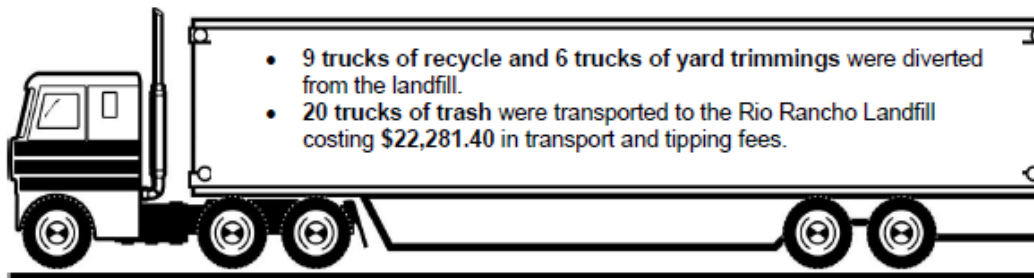 • 9 trucks of recycle and 6 trucks of yard trimmings were diverted
from the landfill.
• 20 trucks of trash were transported to the Rio Rancho Landfill
costing $22,281.40 in transport and tipping fees.